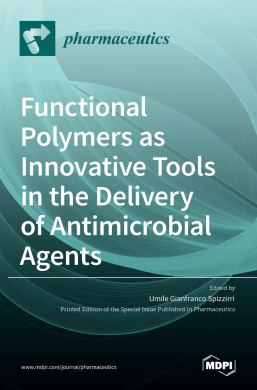 pharmaceutics
Functional
Polymers as
Innovative Tools
in the Delivery
of Antimicrobial
Agents
Edited by
Umile Gianfranco Spizzirri
Printed Edition of the Special Issue Published in Pharmaceutics
www.mdpi.com/journal/pharmaceutics
MDPI